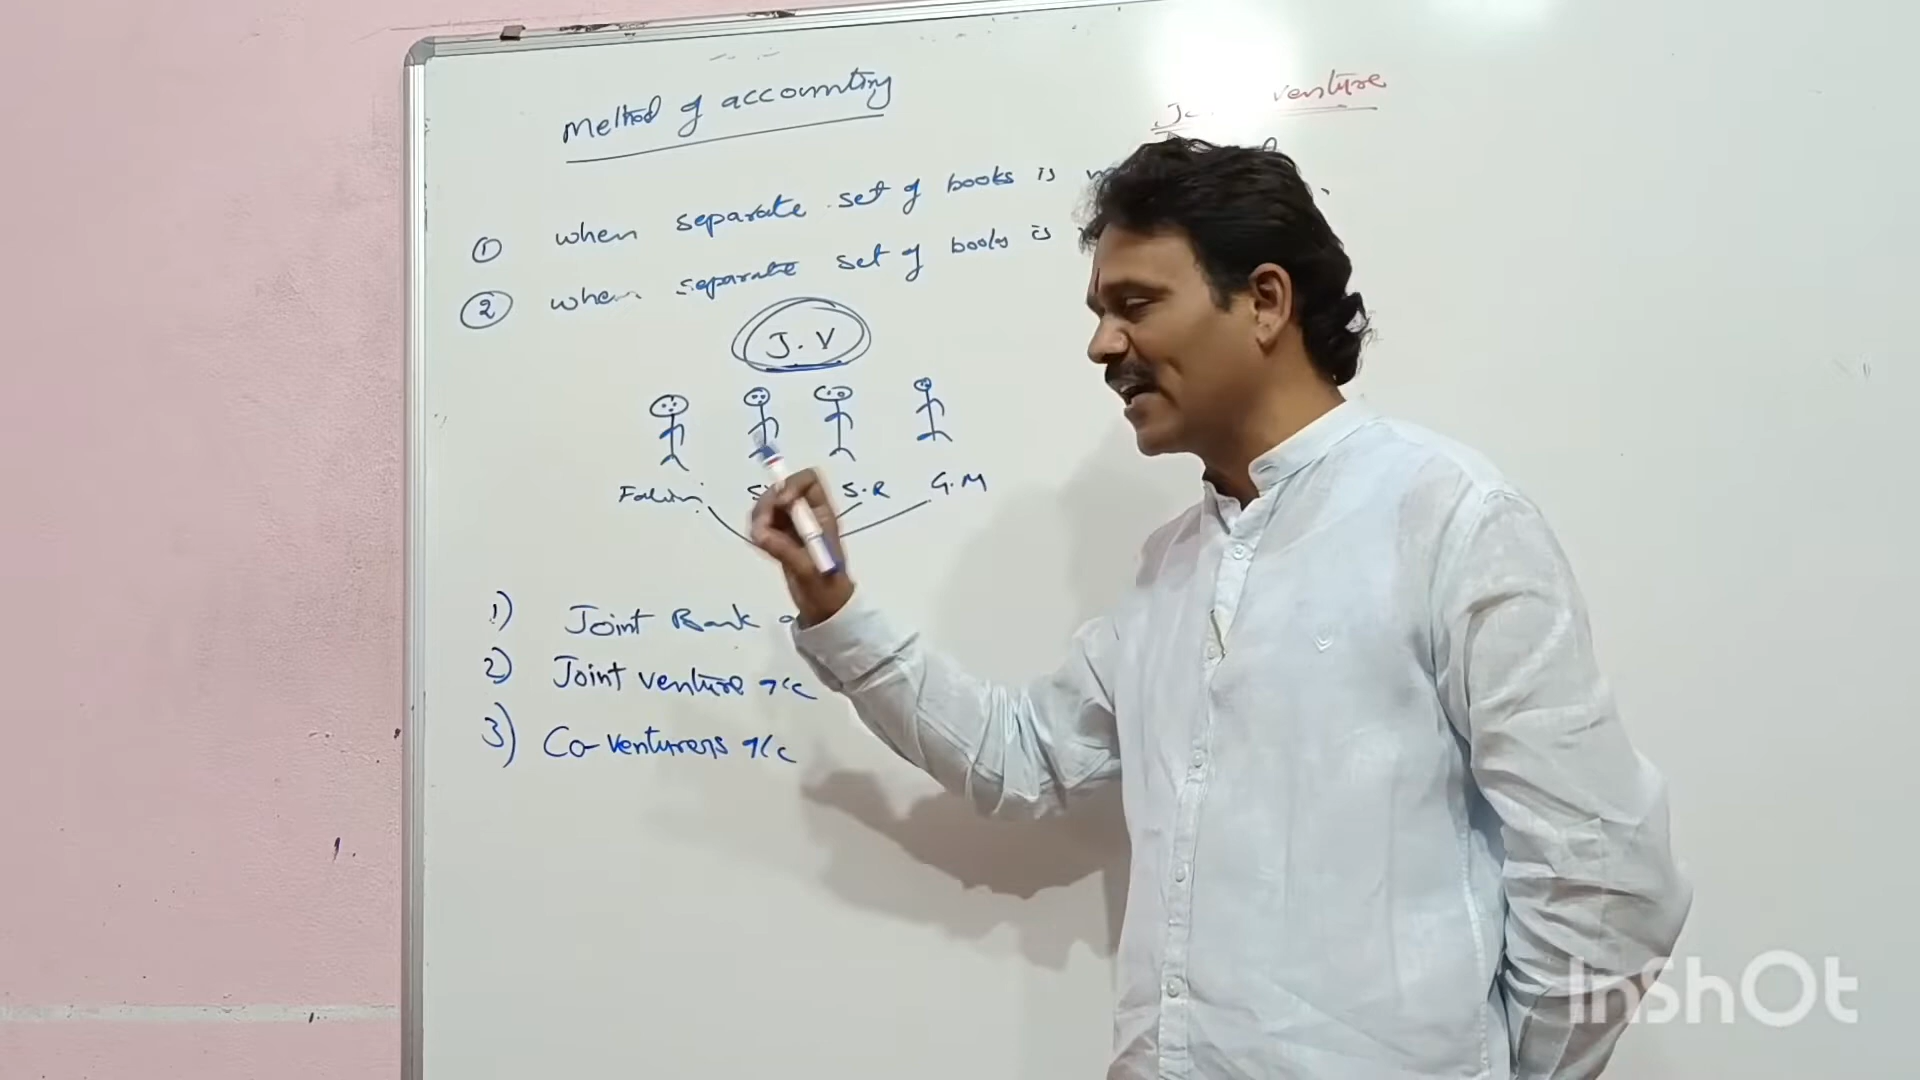 Method of accounting
venture
① when separate set of books is
② when separate set of books is
J.V
S.R G.M
1) Joint Bank
2) Joint venture a/c
3) Co-venturers a/c
InShOt